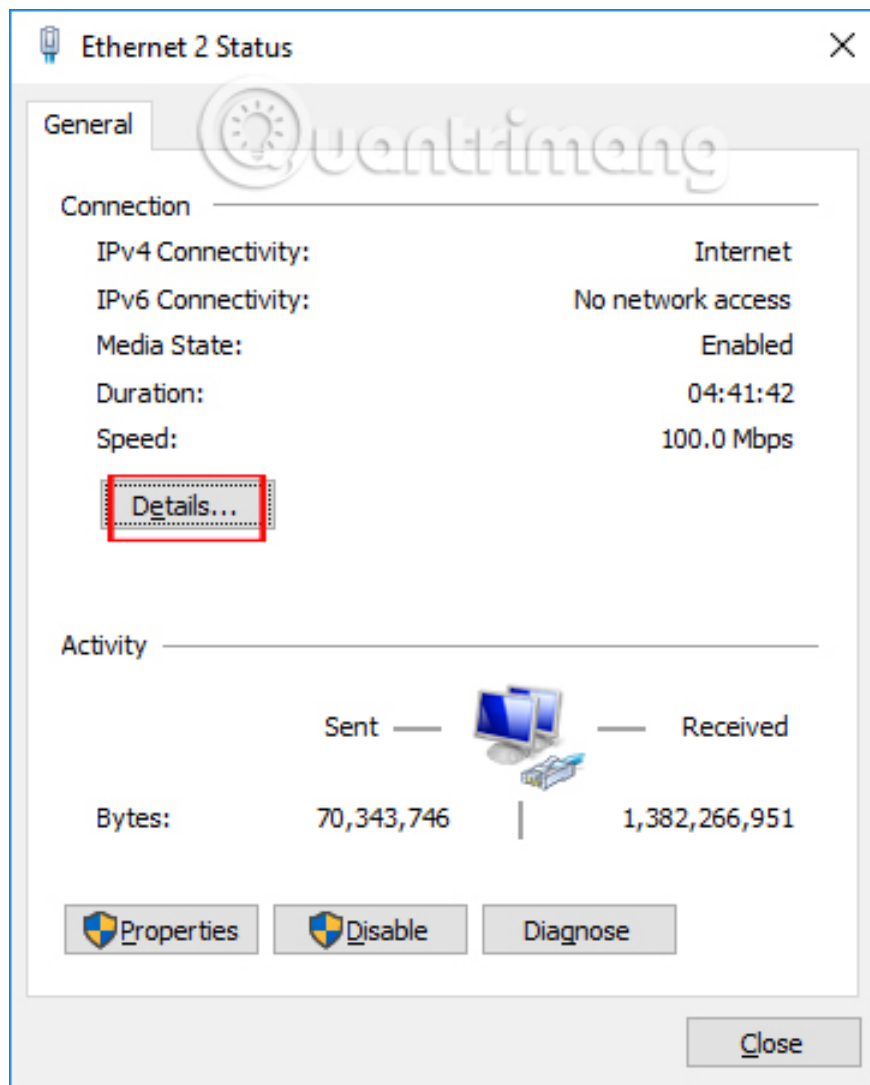 Ethernet 2 Status
General
Quantrimang
Connection
IPv4 Connectivity: Internet
IPv6 Connectivity: No network access
Media State: Enabled
Duration: 04:41:42
Speed: 100.0 Mbps
Details...
Activity
Sent Received
Bytes: 70,343,746 1,382,266,951
Properties Disable Diagnose
Close